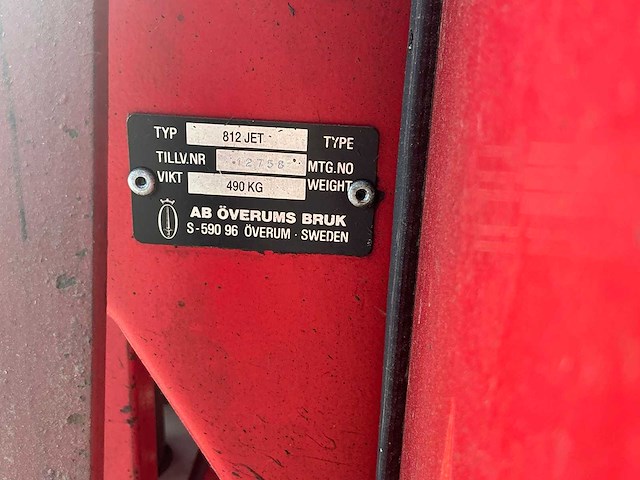 TYP 812 JET TYPE
TILLV.NR 12756 MTG.NO
VIKT 490 KG WEIGHT
AB ÖVERUMS BRUK
S-590 96 ÖVERUM · SWEDEN